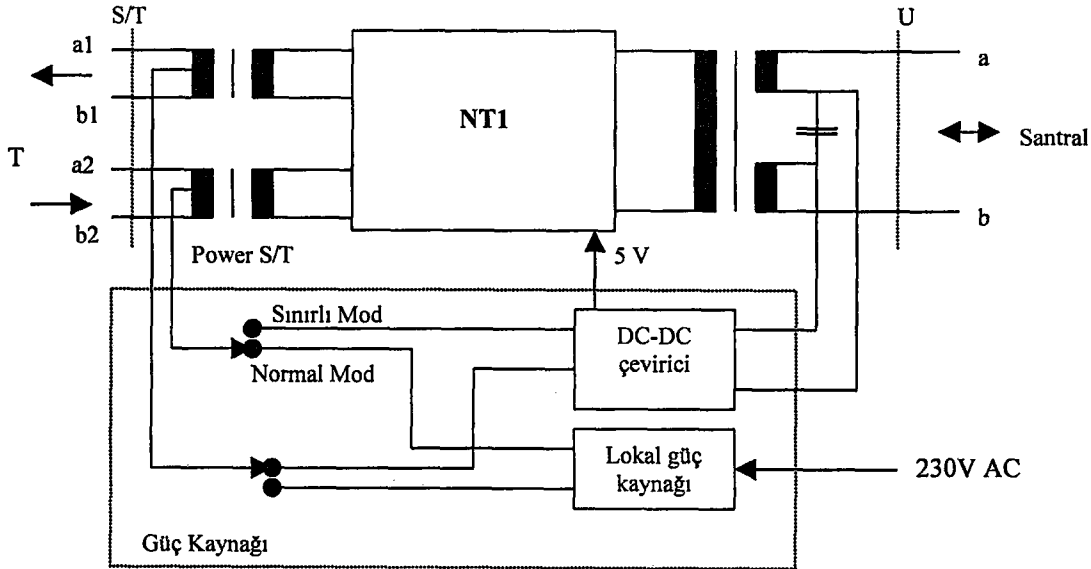 S/T
U
a1
a
b1
NT1
T
a2
Santral
b2
b
Power S/T
5 V
Sınırlı Mod
DC-DC
çevirici
Normal Mod
Lokal güç
kaynağı
230V AC
Güç Kaynağı